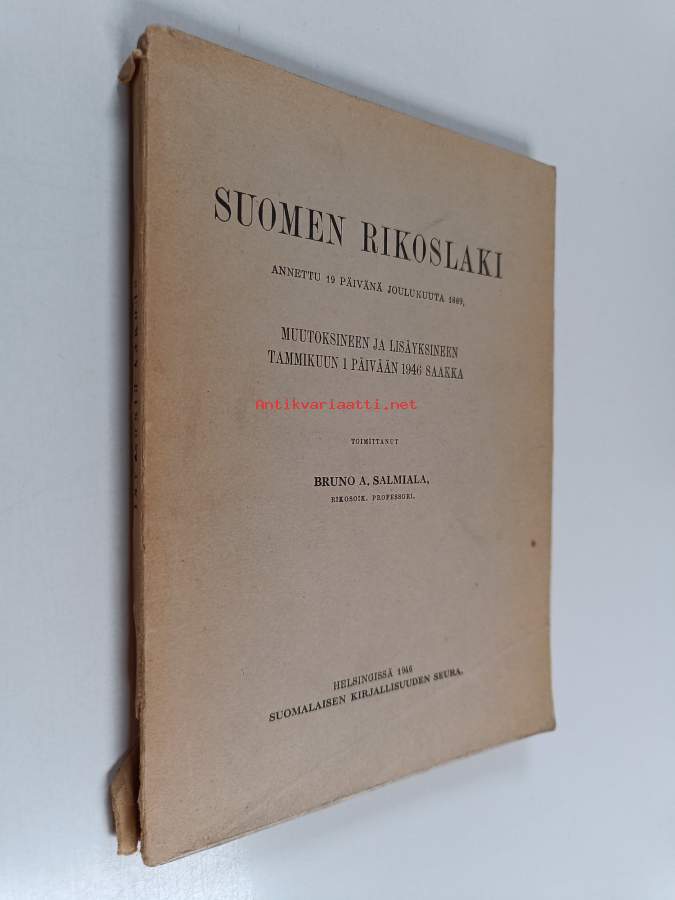 SUOMEN RIKOSLAKI
ANNETTU 19 PÄIVÄNÄ JOULUKUUTA 1889,
MUUTOKSINEEN JA LISÄYKSINEEN
TAMMIKUUN 1 PÄIVÄÄN 1946 SAAKKA
Antikvariaatti.net
TOIMITTANUT
BRUNO A. SALMIALA,
RIKOSOIK. PROFESSORI.
HELSINGISSÄ 1946
SUOMALAISEN KIRJALLISUUDEN SEURA.